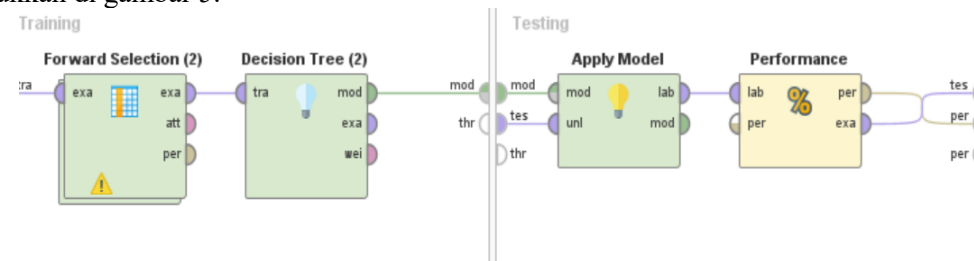 Training
Testing
Forward Selection (2)
Decision Tree (2)
Apply Model
Performance
exa
exa
att
per
tra
mod
exa
wei
mod
thr
mod
tes
thr
mod
unl
lab
mod
lab
per
per
exa
tes
per
per
%